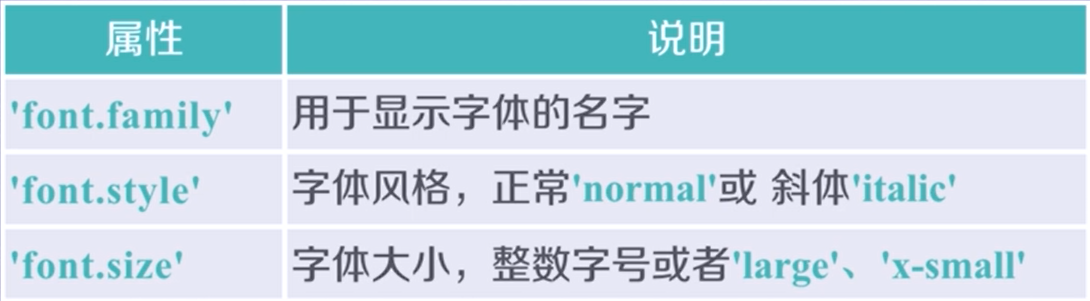 属性 说明
'font.family' 用于显示字体的名字
'font.style' 字体风格，正常'normal'或 斜体'italic'
'font.size' 字体大小，整数字号或者'large'、'x-small'